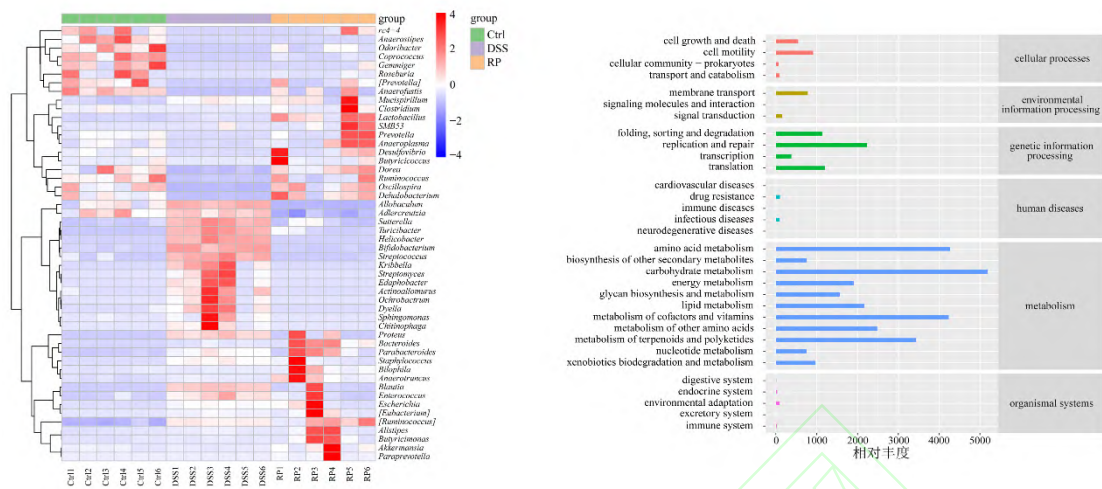 group
Ctrl
DSS
RP
4
2
0
−2
−4
rc4-4
Anaerostipes
Odoribacter
Coprococcus
Gemmiger
Roseburia
[Prevotella]
Anaerofustis
Mucispirillum
Clostridium
Lactobacillus
SMB53
Prevotella
Anaeroplasma
Desulfovibrio
Butyricicoccus
Dorea
Ruminococcus
Oscillospira
Dehalobacterium
Allobaculum
Adlercreutzia
Sutterella
Turicibacter
Helicobacter
Bifidobacterium
Streptococcus
Kribbella
Streptomyces
Edaphobacter
Actinoallomurus
Ochrobactrum
Dyella
Sphingomonas
Chitinophaga
Proteus
Bacteroides
Parabacteroides
Staphylococcus
Bilophila
Anaerotruncus
Blautia
Enterococcus
Escherichia
[Eubacterium]
[Ruminococcus]
Alistipes
Butyricimonas
Akkermansia
Paraprevotella
Ctrl1 Ctrl2 Ctrl3 Ctrl4 Ctrl5 Ctrl6 DSS1 DSS2 DSS3 DSS4 DSS5 DSS6 RP1 RP2 RP3 RP4 RP5 RP6
cell growth and death
cell motility
cellular community − prokaryotes
transport and catabolism
cellular processes
membrane transport
signaling molecules and interaction
signal transduction
environmental
information processing
folding, sorting and degradation
replication and repair
transcription
translation
genetic information
processing
cardiovascular diseases
drug resistance
immune diseases
infectious diseases
neurodegenerative diseases
human diseases
amino acid metabolism
biosynthesis of other secondary metabolites
carbohydrate metabolism
energy metabolism
glycan biosynthesis and metabolism
lipid metabolism
metabolism of cofactors and vitamins
metabolism of other amino acids
metabolism of terpenoids and polyketides
nucleotide metabolism
xenobiotics biodegradation and metabolism
metabolism
digestive system
endocrine system
environmental adaptation
excretory system
immune system
organismal systems
0 1000 2000 3000 4000 5000
相对丰度